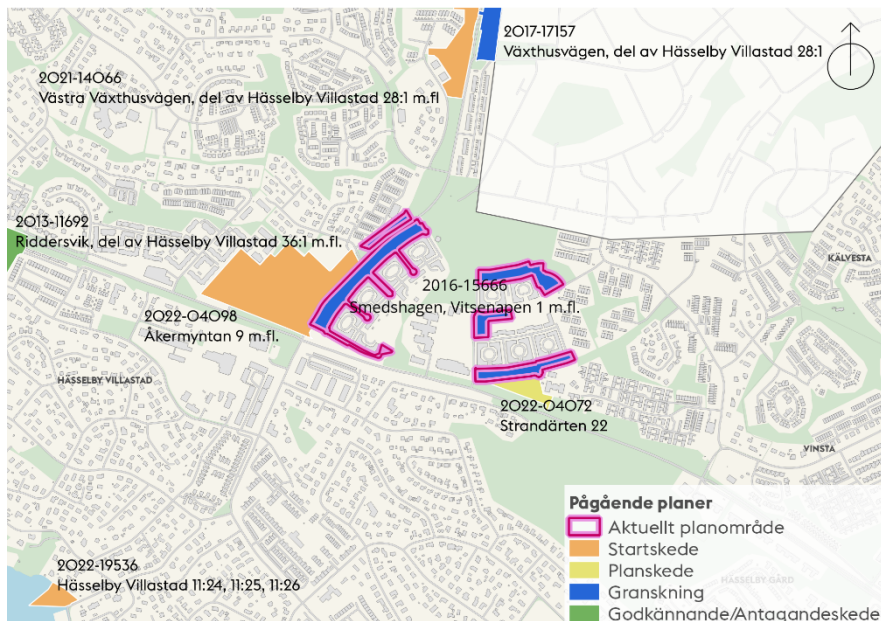 2017-17157
Växthusvägen, del av Hässelby Villastad 28:1
2021-14066
Västra Växthusvägen, del av Hässelby Villastad 28:1 m.fl
2013-11692
Riddersvik, del av Hässelby Villastad 36:1 m.fl.
KÄLVESTA
2016-15666
Smedshagen, Vitsenapen 1 m.fl.
2022-04098
Åkermyntan 9 m.fl.
HÄSSELBY VILLASTAD
2022-04072
Strandärten 22
VINSTA
Pågående planer
Aktuellt planområde
Startskede
Planskede
Granskning
Godkännande/Antagandeskede
HÄSSELBY GÅRD
2022-19536
Hässelby Villastad 11:24, 11:25, 11:26